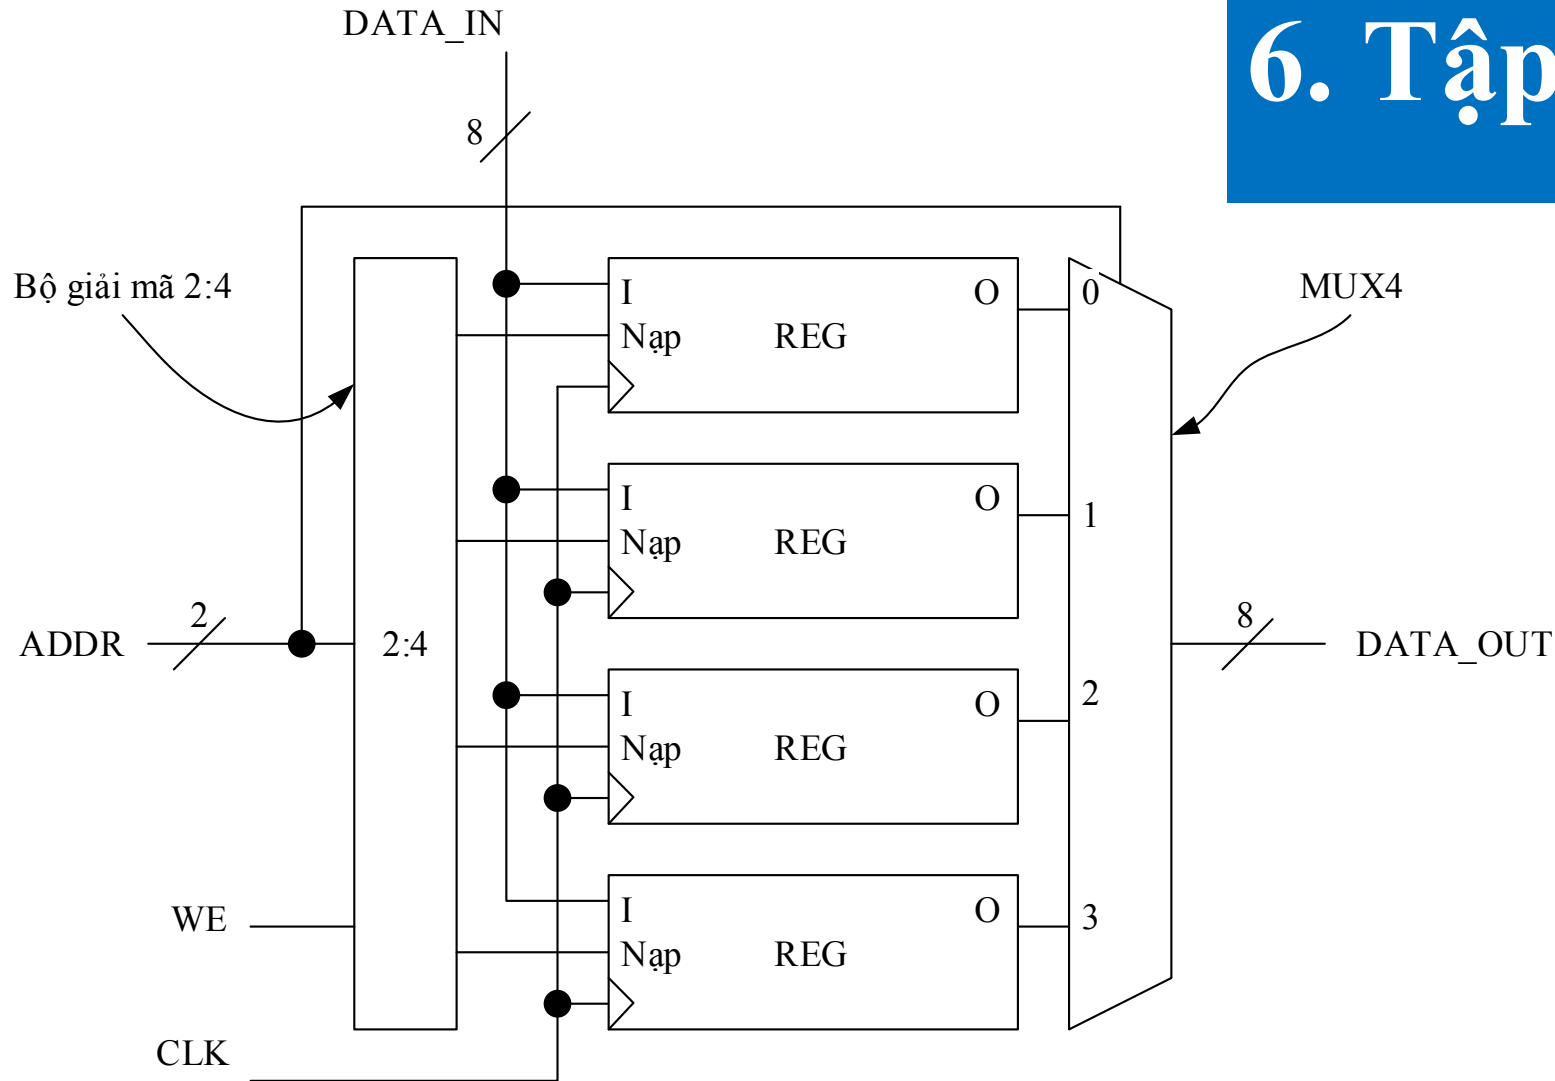 DATA_IN
6. Tập
8
Bộ giải mã 2:4
I
O
0
MUX4
Nạp
REG
I
O
1
Nạp
REG
ADDR
2
2:4
8
DATA_OUT
I
O
2
Nạp
REG
WE
I
O
3
Nạp
REG
CLK